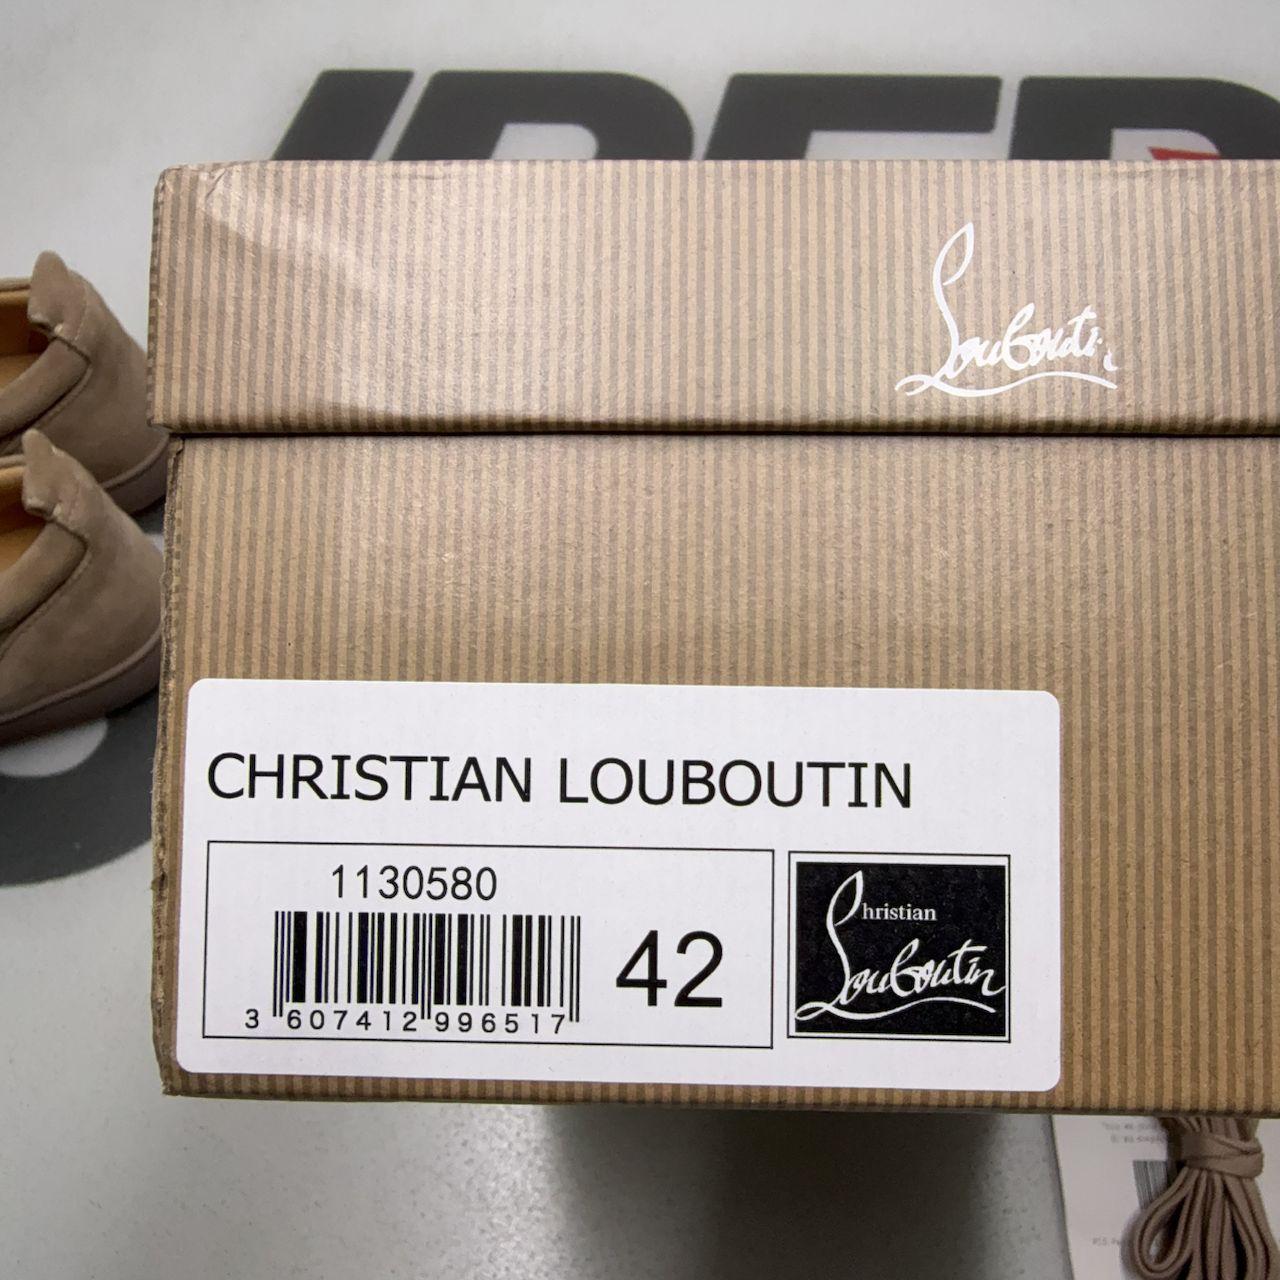 Louboutin
CHRISTIAN LOUBOUTIN
1130580
42
3 607412 996517
Christian
Louboutin